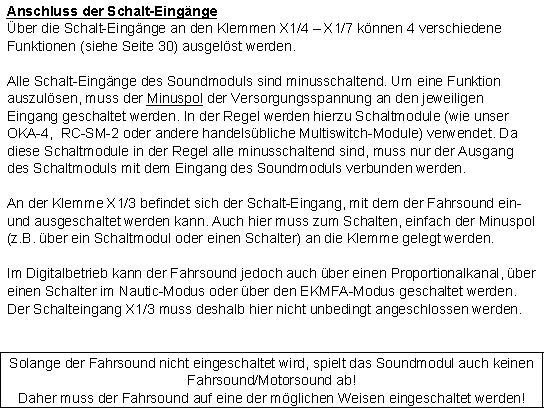 Anschluss der Schalt-Eingänge
Über die Schalt-Eingänge an den Klemmen X1/4 – X1/7 können 4 verschiedene
Funktionen (siehe Seite 30) ausgelöst werden.
Alle Schalt-Eingänge des Soundmoduls sind minusschaltend. Um eine Funktion
auszulösen, muss der Minuspol der Versorgungsspannung an den jeweiligen
Eingang geschaltet werden. In der Regel werden hierzu Schaltmodule (wie unser
OKA-4, RC-SM-2 oder andere handelsübliche Multiswitch-Module) verwendet. Da
diese Schaltmodule in der Regel alle minusschaltend sind, muss nur der Ausgang
des Schaltmoduls mit dem Eingang des Soundmoduls verbunden werden.
An der Klemme X1/3 befindet sich der Schalt-Eingang, mit dem der Fahrsound ein-
und ausgeschaltet werden kann. Auch hier muss zum Schalten, einfach der Minuspol
(z.B. über ein Schaltmodul oder einen Schalter) an die Klemme gelegt werden.
Im Digitalbetrieb kann der Fahrsound jedoch auch über einen Proportionalkanal, über
einen Schalter im Nautic-Modus oder über den EKMFA-Modus geschaltet werden.
Der Schalteingang X1/3 muss deshalb hier nicht unbedingt angeschlossen werden.
Solange der Fahrsound nicht eingeschaltet wird, spielt das Soundmodul auch keinen
Fahrsound/Motorsound ab!
Daher muss der Fahrsound auf eine der möglichen Weisen eingeschaltet werden!